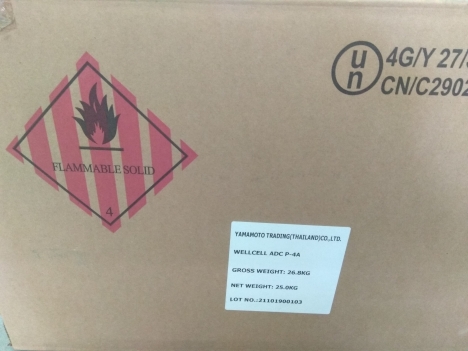 un
4G/Y 27/
CN/C2902
FLAMMABLE SOLID
4
YAMAMOTO TRADING(THAILAND)CO.,LTD.
WELLCELL ADC P-4A
GROSS WEIGHT: 26.8KG
NET WEIGHT: 25.0KG
LOT NO.:21101900103